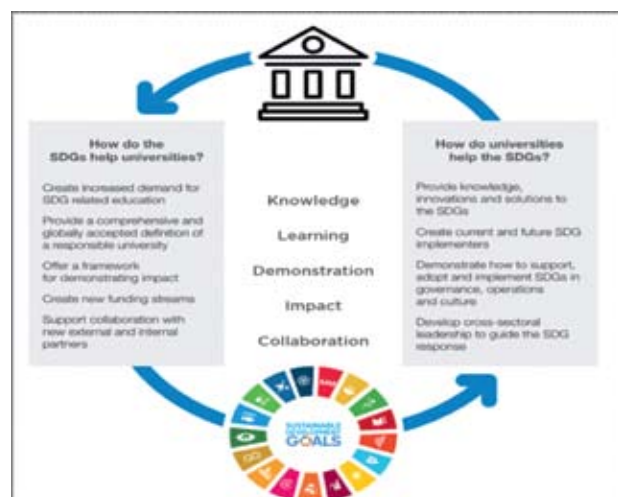 How do the
SDGs help universities?
Create increased demand for
SDG related education
Provide a comprehensive and
globally accepted definition of
a responsible university
Offer a framework
for demonstrating impact
Create new funding streams
Support collaboration with
new external and internal
partners
Knowledge
Learning
Demonstration
Impact
Collaboration
How do universities
help the SDGs?
Provide knowledge,
innovations and solutions to
the SDGs
Create current and future SDG
implementers
Demonstrate how to support,
adopt and implement SDGs in
governance, operations
and culture
Develop cross-sectoral
leadership to guide the SDG
response
SUSTAINABLE
DEVELOPMENT
GOALS